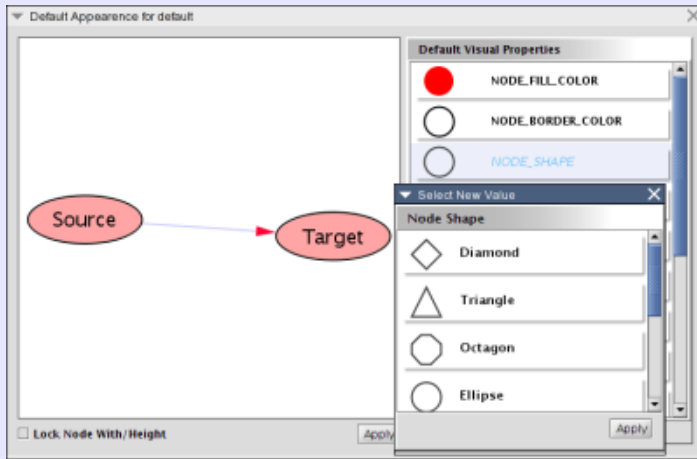 Default Appearence for default
Default Visual Properties
NODE_FILL_COLOR
NODE_BORDER_COLOR
NODE_SHAPE
Source
Target
Select New Value
Node Shape
Diamond
Triangle
Octagon
Ellipse
Apply
Lock Node With/Height
Apply